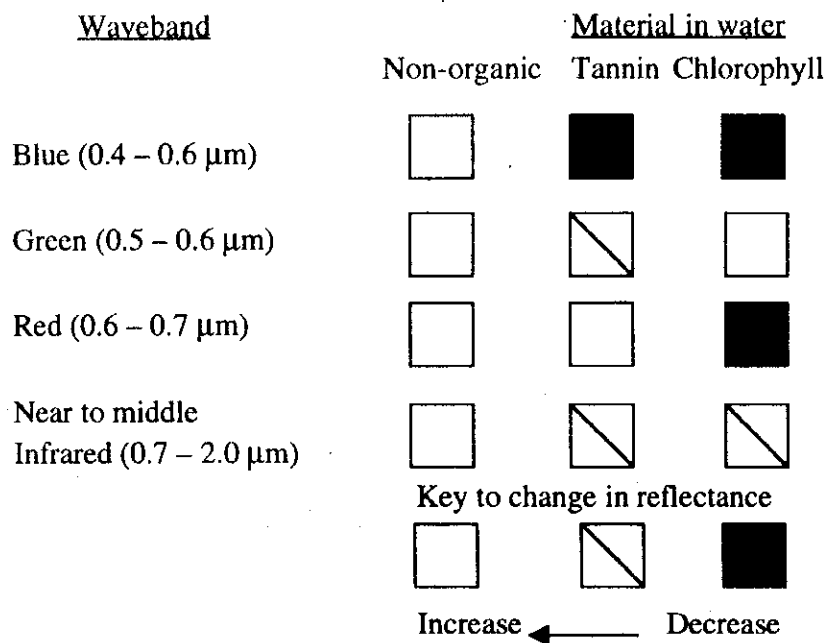 Waveband Material in water
Non-organic Tannin Chlorophyll
Blue (0.4 – 0.6 μm)
Green (0.5 – 0.6 μm)
Red (0.6 – 0.7 μm)
Near to middle
Infrared (0.7 – 2.0 μm)
Key to change in reflectance
Increase Decrease